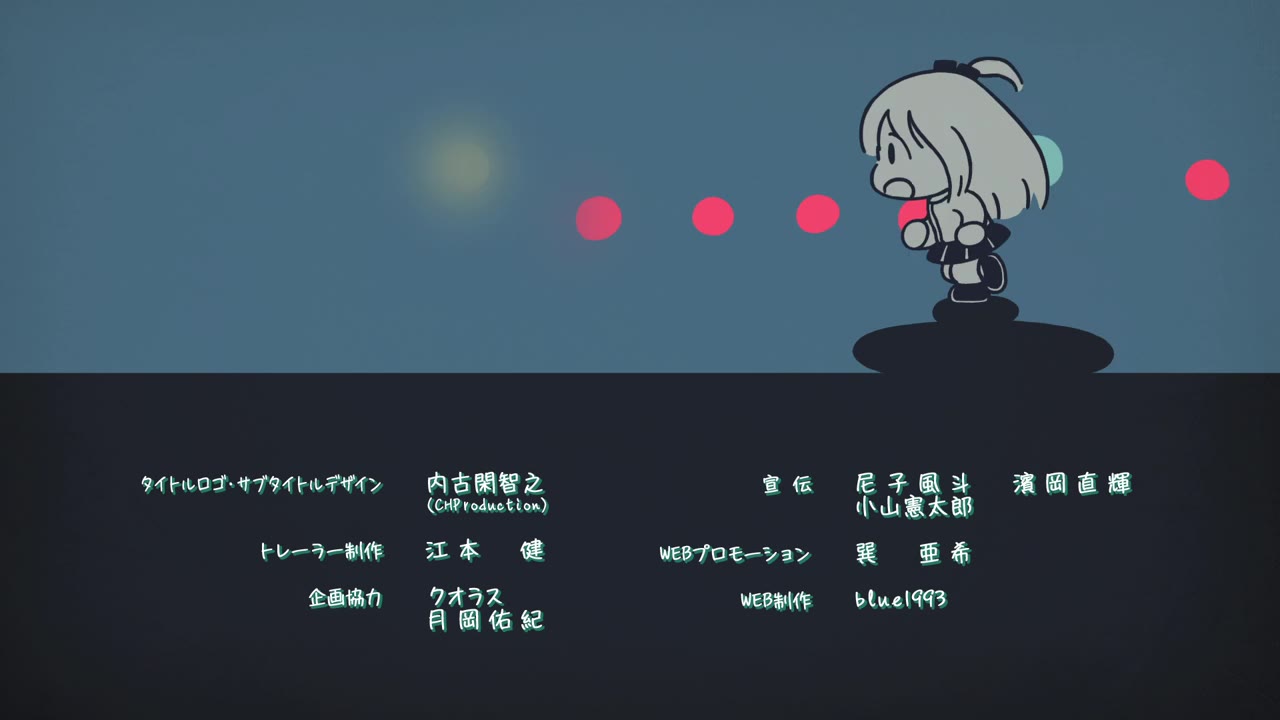 タイトルロゴ・サブタイトルデザイン　内古閑智之
(CHProduction)
トレーラー制作　江本　健
企画協力　クオラス
月岡佑紀
宣伝　尼子風斗　濱岡直輝
小山憲太郎
WEBプロモーション　巽　亜希
WEB制作　blue1993